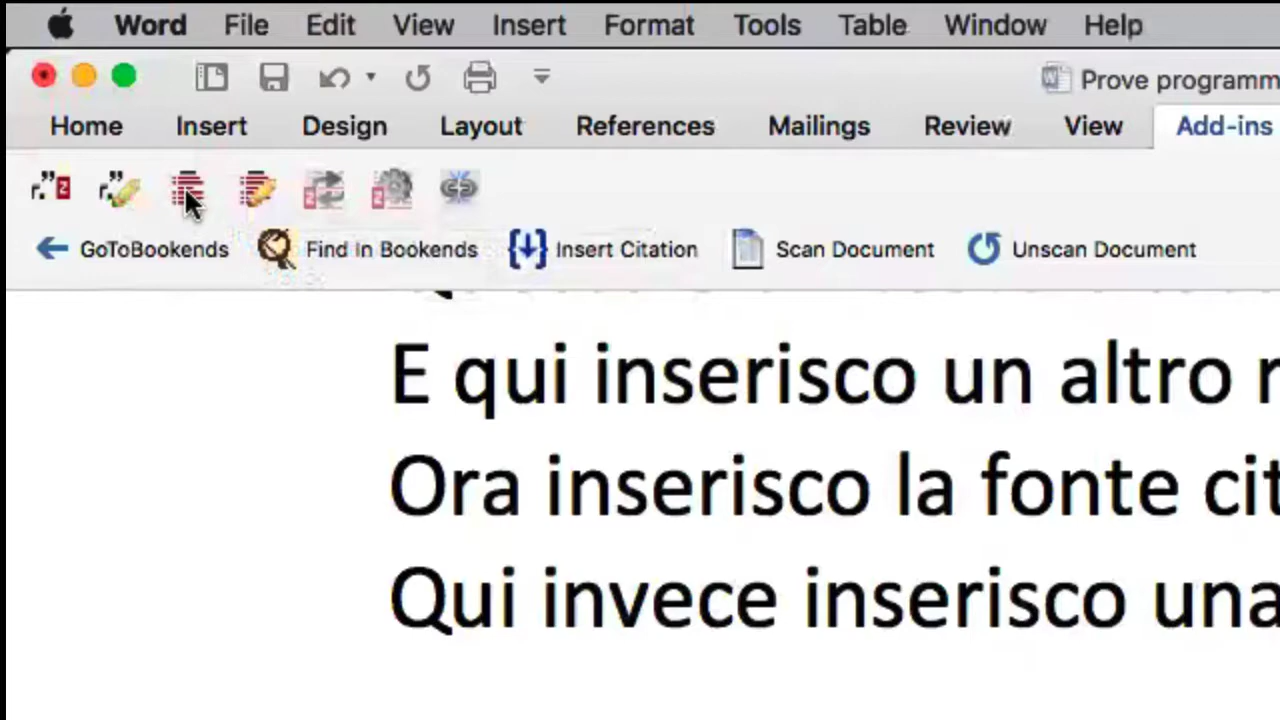 Word File Edit View Insert Format Tools Table Window Help
Prove programm
Home Insert Design Layout References Mailings Review View Add-ins
GoToBookends Find In Bookends Insert Citation Scan Document Unscan Document
E qui inserisco un altro
Ora inserisco la fonte cit
Qui invece inserisco una